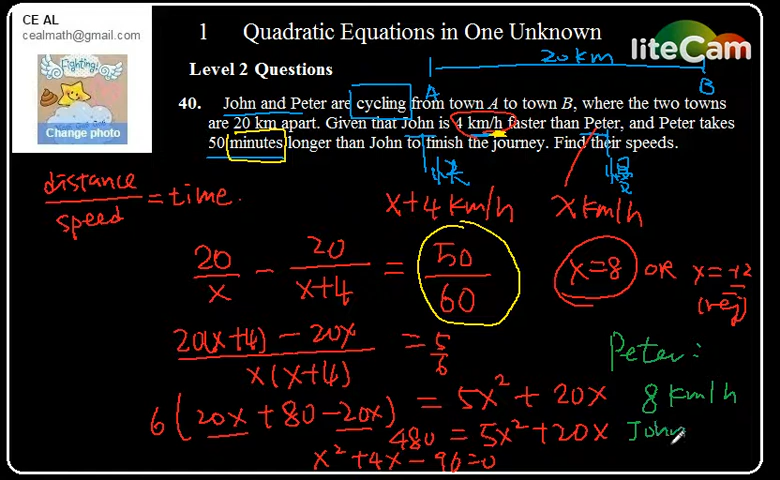 CE AL
cealmath@gmail.com
Fighting!
Change photo
1 Quadratic Equations in One Unknown
liteCam
Level 2 Questions
20 km
A
B
40. John and Peter are cycling from town A to town B, where the two towns
are 20 km apart. Given that John is 4 km/h faster than Peter, and Peter takes
50 minutes longer than John to finish the journey. Find their speeds.
快
慢
distance/speed = time.
x+4 km/h
x km/h
20/x - 20/(x+4) = 50/60
x=8 OR x=-12
(rej)
20(x+4) - 20x / x(x+4) = 5/6
Peter:
6(20x + 80 - 20x) = 5x² + 20x
8 km/h
480 = 5x² + 20x
John
x² + 4x - 96 = 0